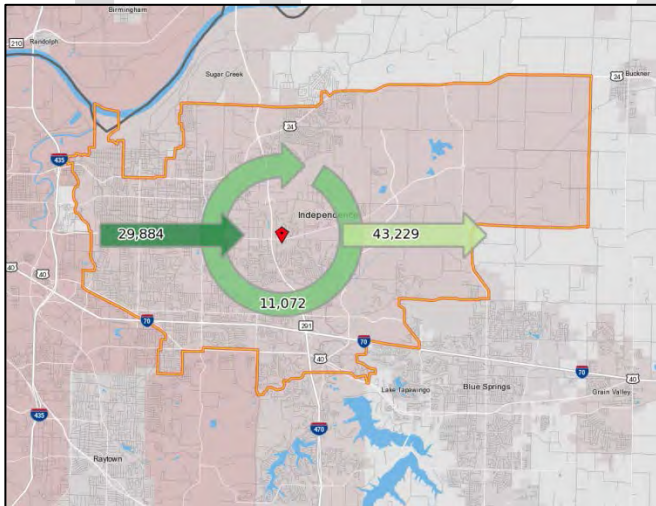 Birmingham
210
Randolph
Sugar Creek
24
Buckner
24
435
Independence
29,884
43,229
40
40
11,072
70
291
70
40
70
Lake Tapawingo
Blue Springs
40
Grain Valley
435
470
Raytown